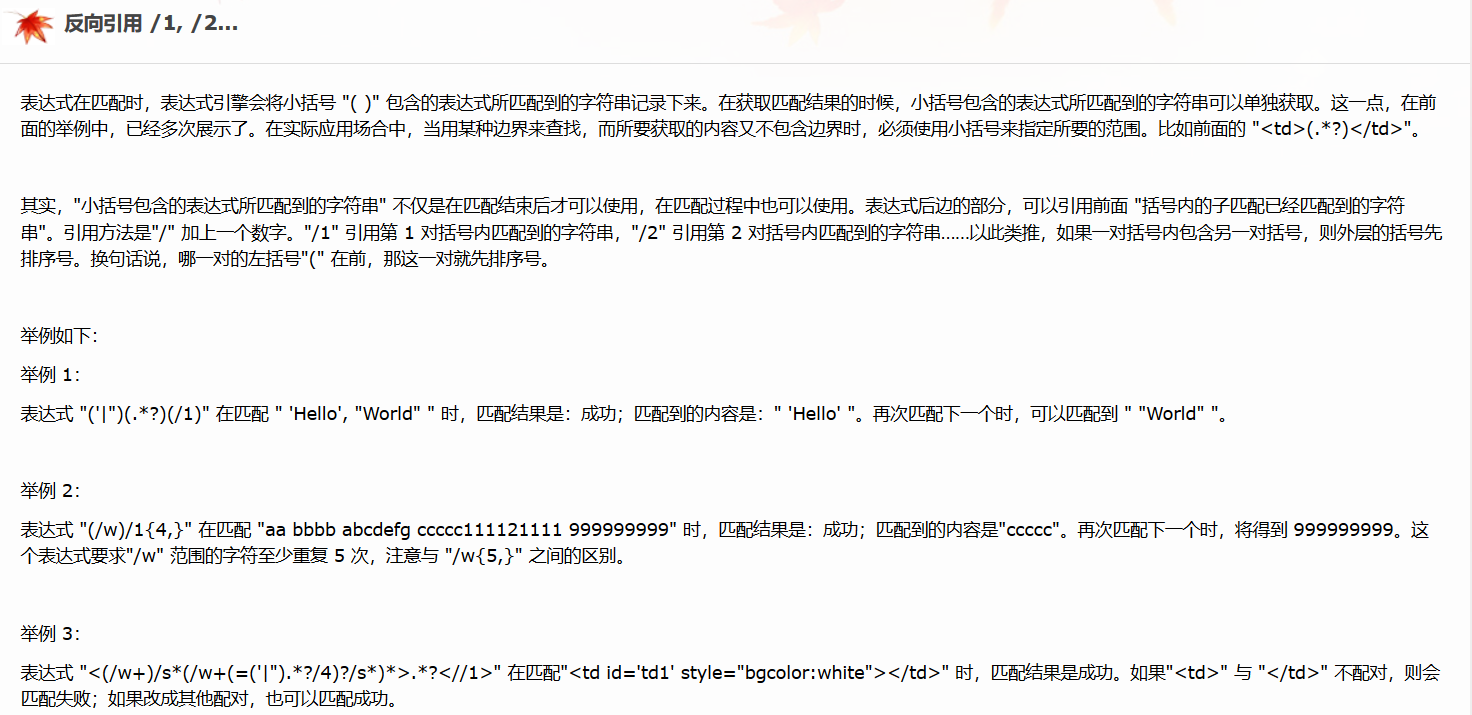 反向引用 /1, /2...
表达式在匹配时，表达式引擎会将小括号 "( )" 包含的表达式所匹配到的字符串记录下来。在获取匹配结果的时候，小括号包含的表达式所匹配到的字符串可以单独获取。这一点，在前
面的举例中，已经多次展示了。在实际应用场合中，当用某种边界来查找，而所要获取的内容又不包含边界时，必须使用小括号来指定所要的范围。比如前面的 "<td>(.*?)</td>"。
其实，"小括号包含的表达式所匹配到的字符串" 不仅是在匹配结束后才可以使用，在匹配过程中也可以使用。表达式后边的部分，可以引用前面 "括号内的子匹配已经匹配到的字符
串"。引用方法是"/" 加上一个数字。"/1" 引用第 1 对括号内匹配到的字符串，"/2" 引用第 2 对括号内匹配到的字符串……以此类推，如果一对括号内包含另一对括号，则外层的括号先
排序号。换句话说，哪一对的左括号"(" 在前，那这一对就先排序号。
举例如下：
举例 1：
表达式 "('|")(.*?)(/1)" 在匹配 " 'Hello', "World" " 时，匹配结果是：成功；匹配到的内容是：" 'Hello' "。再次匹配下一个时，可以匹配到 " "World" "。
举例 2：
表达式 "(/w)/1{4,}" 在匹配 "aa bbbb abcdefg ccccc111121111 999999999" 时，匹配结果是：成功；匹配到的内容是"ccccc"。再次匹配下一个时，将得到 999999999。这
个表达式要求"/w" 范围的字符至少重复 5 次，注意与 "/w{5,}" 之间的区别。
举例 3：
表达式 "<(/w+)/s*(/w+(=('|").*?/4)?/s*)*>.*?<//1>" 在匹配"<td id='td1' style="bgcolor:white"></td>" 时，匹配结果是成功。如果"<td>" 与 "</td>" 不配对，则会
匹配失败；如果改成其他配对，也可以匹配成功。